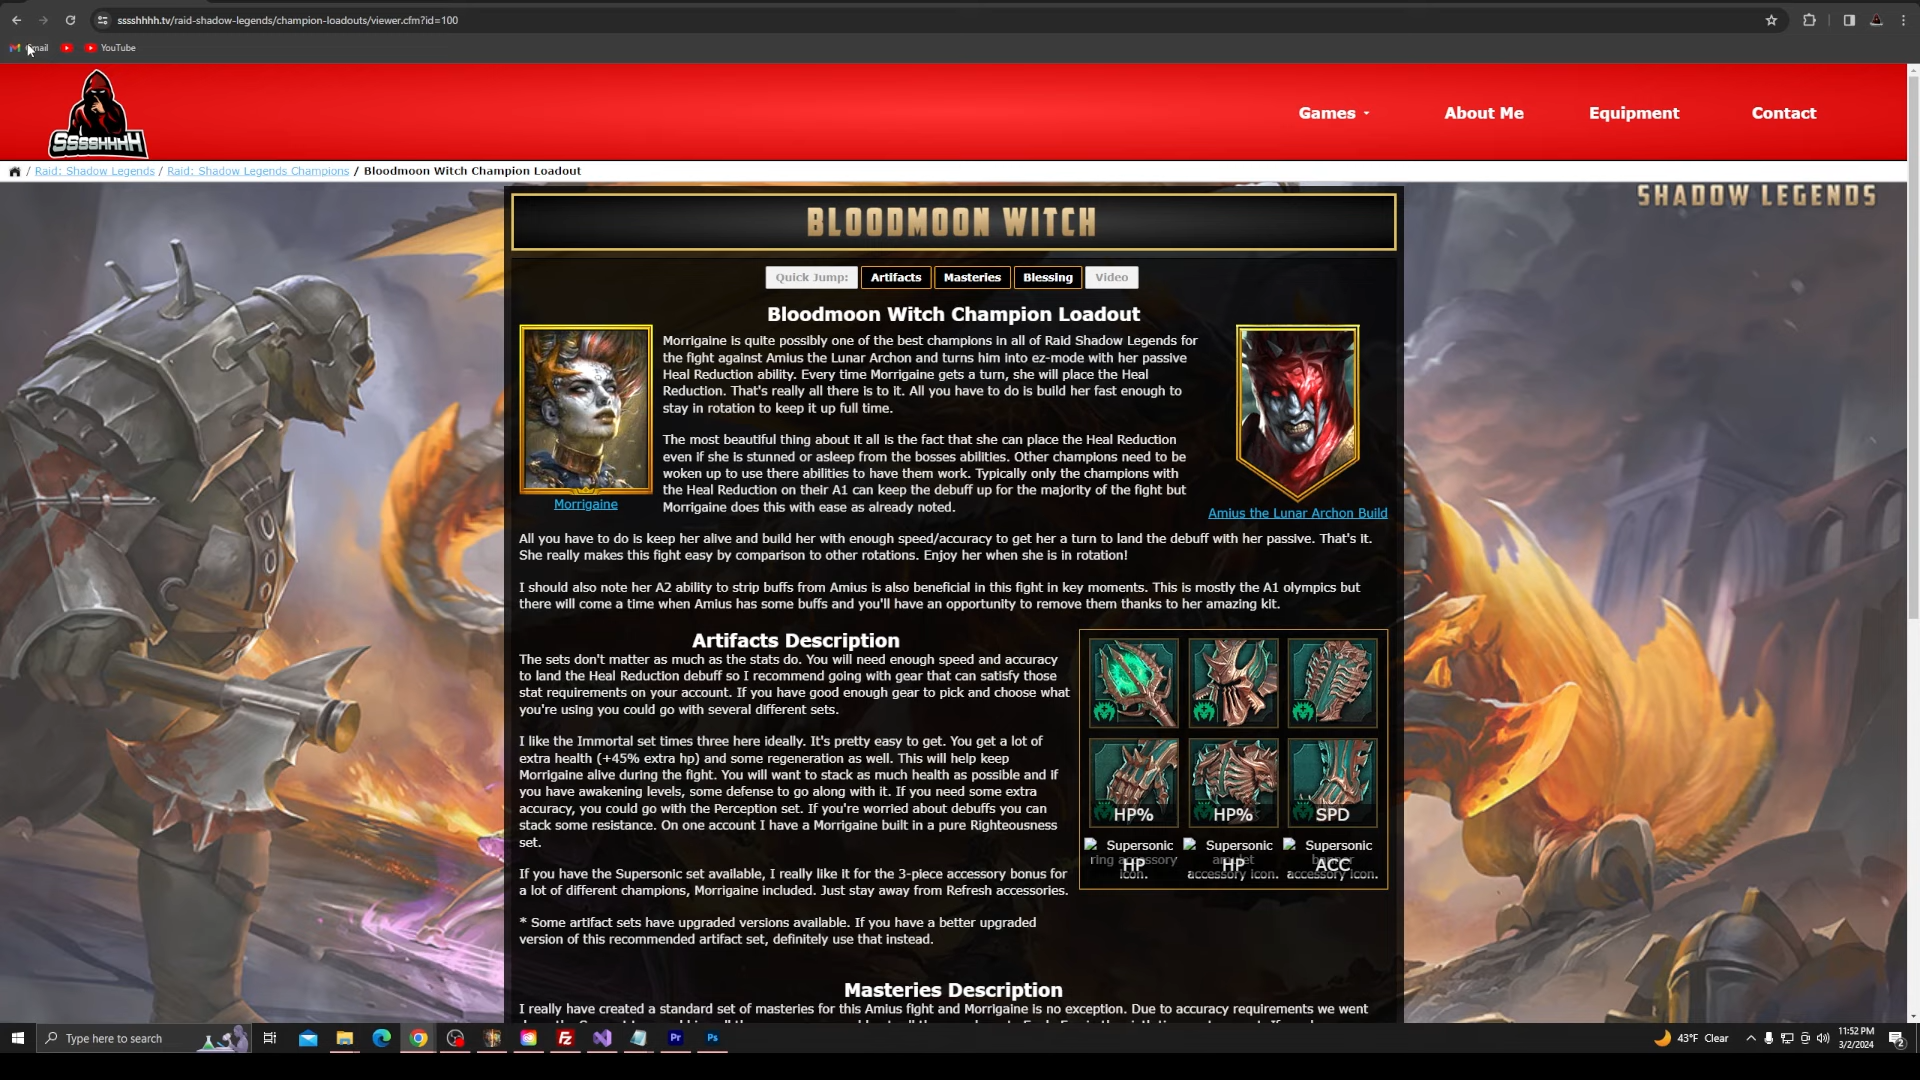 ssshhhh.tv/raid-shadow-legends/champion-loadouts/viewer.cfm?id=100
Gmail
YouTube
SSSSHHHH
Games
About Me
Equipment
Contact
/ Raid: Shadow Legends / Raid: Shadow Legends Champions / Bloodmoon Witch Champion Loadout
SHADOW LEGENDS
BLOODMOON WITCH
Quick Jump:
Artifacts
Masteries
Blessing
Video
Bloodmoon Witch Champion Loadout
Morrigaine is quite possibly one of the best champions in all of Raid Shadow Legends for
the fight against Amius the Lunar Archon and turns him into ez-mode with her passive
Heal Reduction ability. Every time Morrigaine gets a turn, she will place the Heal
Reduction. That's really all there is to it. All you have to do is build her fast enough to
stay in rotation to keep it up full time.
The most beautiful thing about it all is the fact that she can place the Heal Reduction
even if she is stunned or asleep from the bosses abilities. Other champions need to be
woken up to use there abilities to have them work. Typically only the champions with
the Heal Reduction on their A1 can keep the debuff up for the majority of the fight but
Morrigaine does this with ease as already noted.
Morrigaine
Amius the Lunar Archon Build
All you have to do is keep her alive and build her with enough speed/accuracy to get her a turn to land the debuff with her passive. That's it.
She really makes this fight easy by comparison to other rotations. Enjoy her when she is in rotation!
I should also note her A2 ability to strip buffs from Amius is also beneficial in this fight in key moments. This is mostly the A1 olympics but
there will come a time when Amius has some buffs and you'll have an opportunity to remove them thanks to her amazing kit.
Artifacts Description
The sets don't matter as much as the stats do. You will need enough speed and accuracy
to land the Heal Reduction debuff so I recommend going with gear that can satisfy those
stat requirements on your account. If you have good enough gear to pick and choose what
you're using you could go with several different sets.
I like the Immortal set times three here ideally. It's pretty easy to get. You get a lot of
extra health (+45% extra hp) and some regeneration as well. This will help keep
Morrigaine alive during the fight. You will want to stack as much health as possible and if
you have awakening levels, some defense to go along with it. If you need some extra
accuracy, you could go with the Perception set. If you're worried about debuffs you can
stack some resistance. On one account I have a Morrigaine built in a pure Righteousness
set.
If you have the Supersonic set available, I really like it for the 3-piece accessory bonus for
a lot of different champions, Morrigaine included. Just stay away from Refresh accessories.
* Some artifact sets have upgraded versions available. If you have a better upgraded
version of this recommended artifact set, definitely use that instead.
HP% HP% SPD
Supersonic Supersonic Supersonic
ring accessory amulet banner
icon. accessory icon. accessory icon.
HP HP ACC
Masteries Description
I really have created a standard set of masteries for this Amius fight and Morrigaine is no exception. Due to accuracy requirements we went
Type here to search
Pr
Ps
43°F Clear
11:52 PM
3/2/2024
2